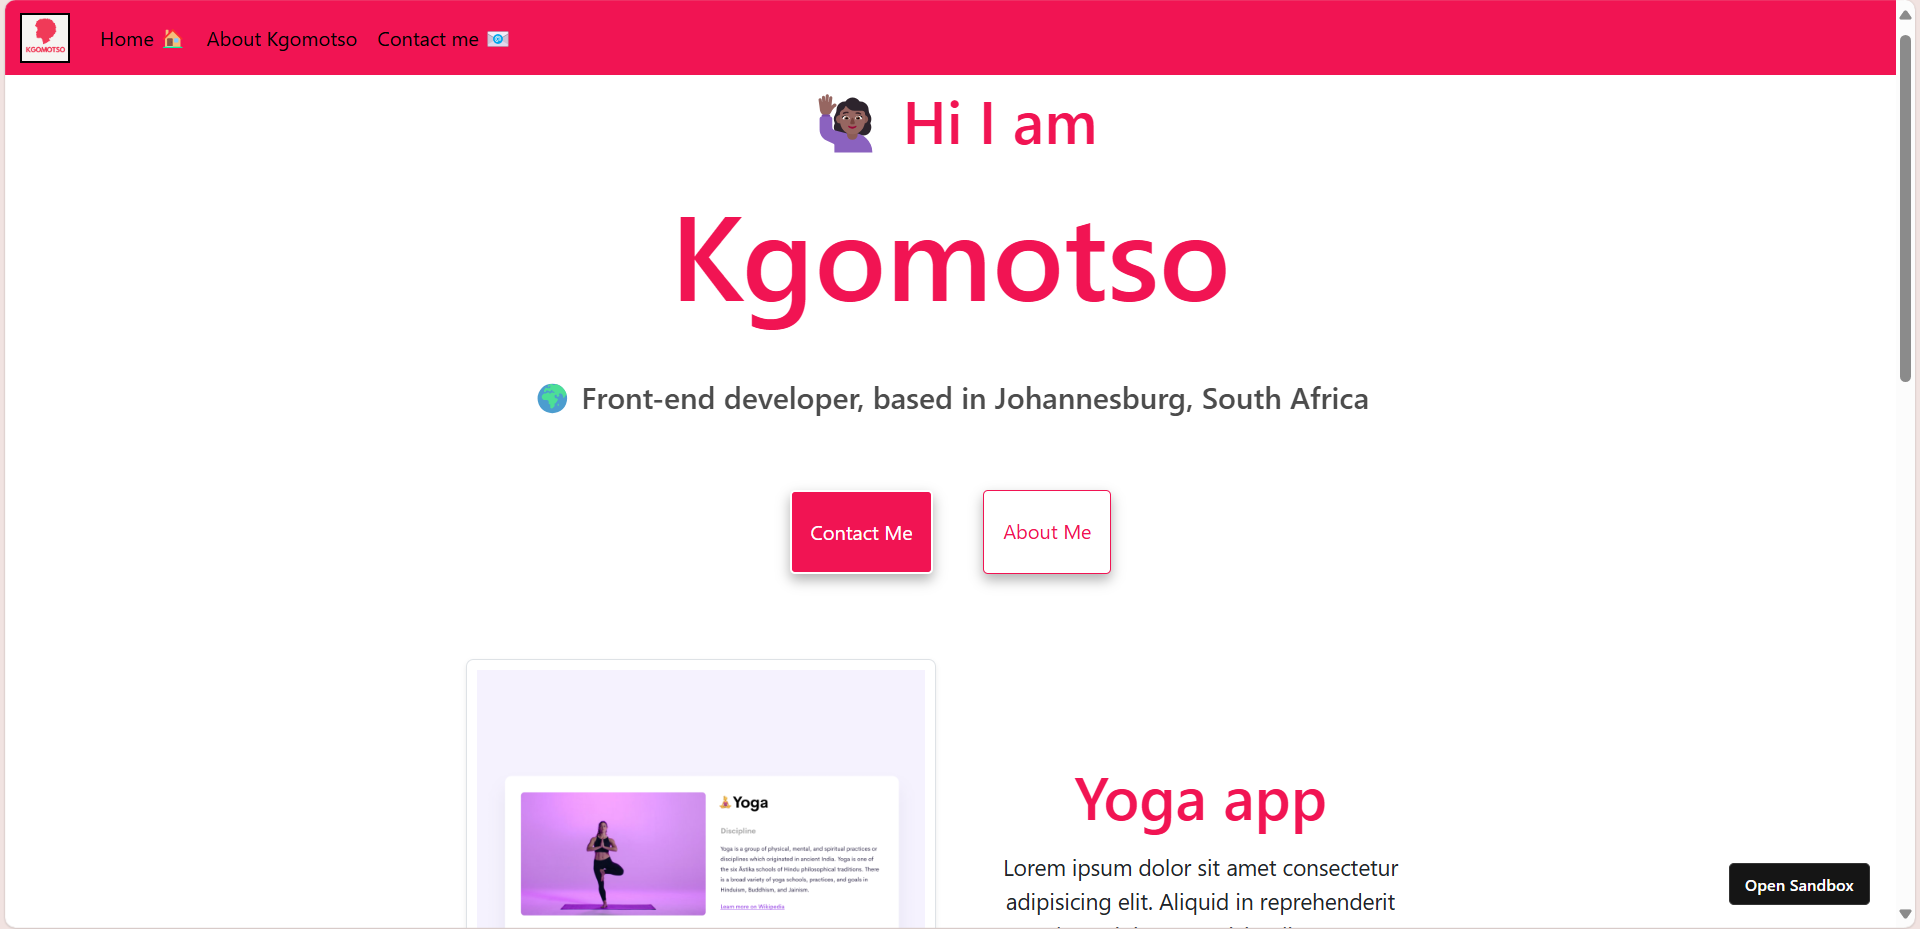 KGOMOTSO
Home 🏠 About Kgomotso Contact me 📧
🙋🏾‍♀️ Hi I am
Kgomotso
🌍 Front-end developer, based in Johannesburg, South Africa
Contact Me
About Me
🧘Yoga
Discipline
Yoga is a group of physical, mental, and spiritual practices or
disciplines which originated in ancient India. Yoga is one of
the six Āstika schools of Hindu philosophical traditions. There
is a broad variety of yoga schools, practices, and goals in
Hinduism, Buddhism, and Jainism.
Learn more on Wikipedia
Yoga app
Lorem ipsum dolor sit amet consectetur
adipisicing elit. Aliquid in reprehenderit
Open Sandbox